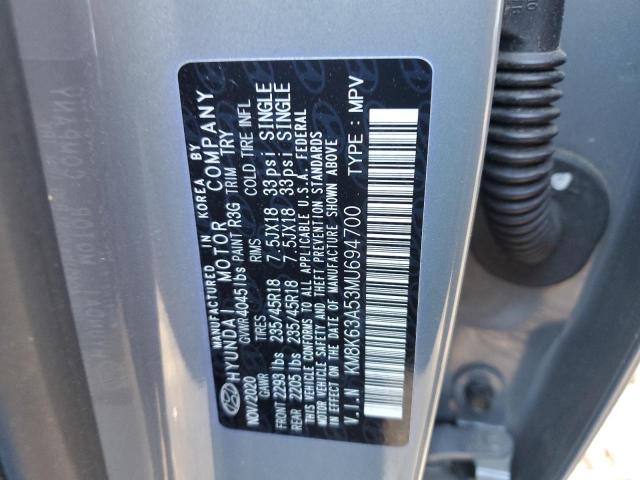 MANUFACTURED IN KOREA BY
HYUNDAI MOTOR COMPANY
NOV/2020 GVWR 4045lbs PAINT R3G TRIM TRY
GAWR TIRES RIMS COLD TIRE INFL
FRONT 2293 lbs 235/45R18 7.5JX18 33psi SINGLE
REAR 2205 lbs 235/45R18 7.5JX18 33psi SINGLE
THIS VEHICLE CONFORMS TO ALL APPLICABLE U.S.A. FEDERAL
MOTOR VEHICLE SAFETY AND THEFT PREVENTION STANDARDS
IN EFFECT ON THE DATE OF MANUFACTURE SHOWN ABOVE
V.I.N KM8K63A53MU694700 TYPE : MPV